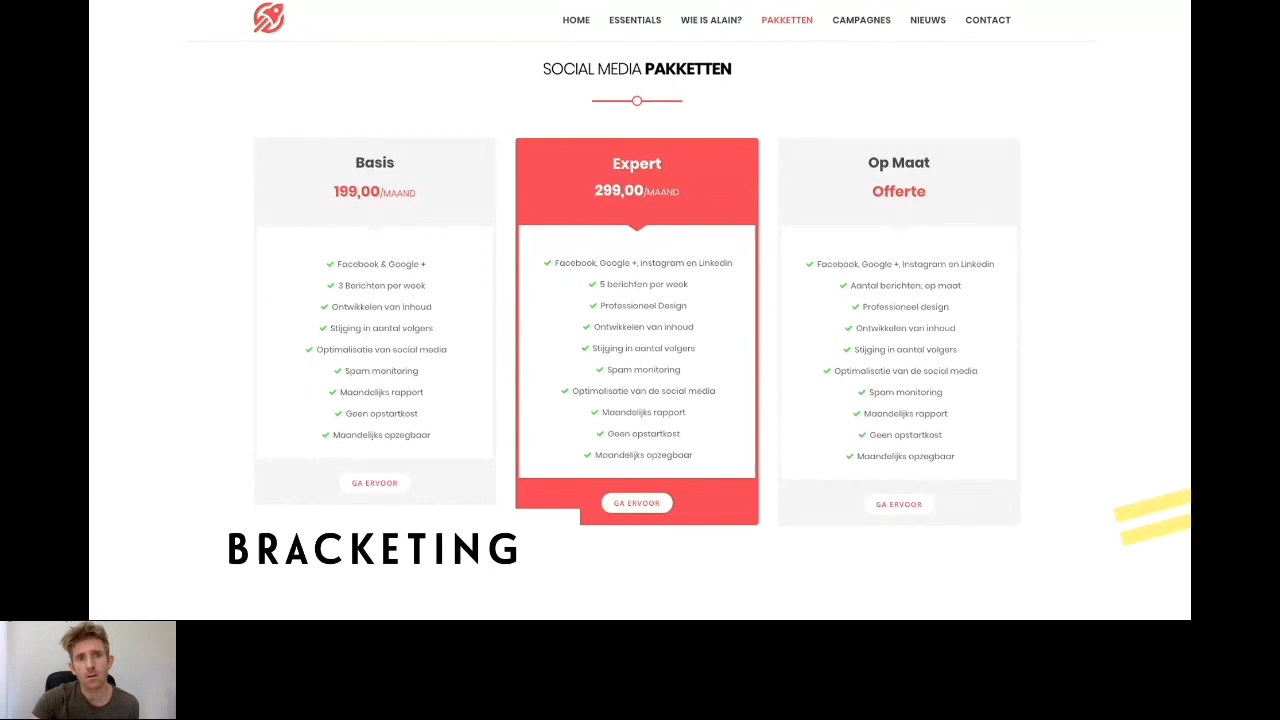 HOME ESSENTIALS WIE IS ALAIN? PAKKETTEN CAMPAGNES NIEUWS CONTACT
SOCIAL MEDIA PAKKETTEN
Basis
199,00/MAAND
Facebook & Google +
3 Berichten per week
Ontwikkelen van inhoud
Stijging in aantal volgers
Optimalisatie van social media
Spam monitoring
Maandelijks rapport
Geen opstartkost
Maandelijks opzegbaar
GA ERVOOR
Expert
299,00/MAAND
Facebook, Google +, instagram en Linkedin
5 berichten per week
Professioneel Design
Ontwikkelen van inhoud
Stijging in aantal volgers
Spam monitoring
Optimalisatie van de social media
Maandelijks rapport
Geen opstartkost
Maandelijks opzegbaar
GA ERVOOR
Op Maat
Offerte
Facebook, Google +, Instagram en Linkedin
Aantal berichten; op maat
Professioneel design
Ontwikkelen van inhoud
Stijging in aantal volgers
Optimalisatie van de social media
Spam monitoring
Maandelijks rapport
Geen opstartkost
Maandelijks opzegbaar
GA ERVOOR
BRACKETING